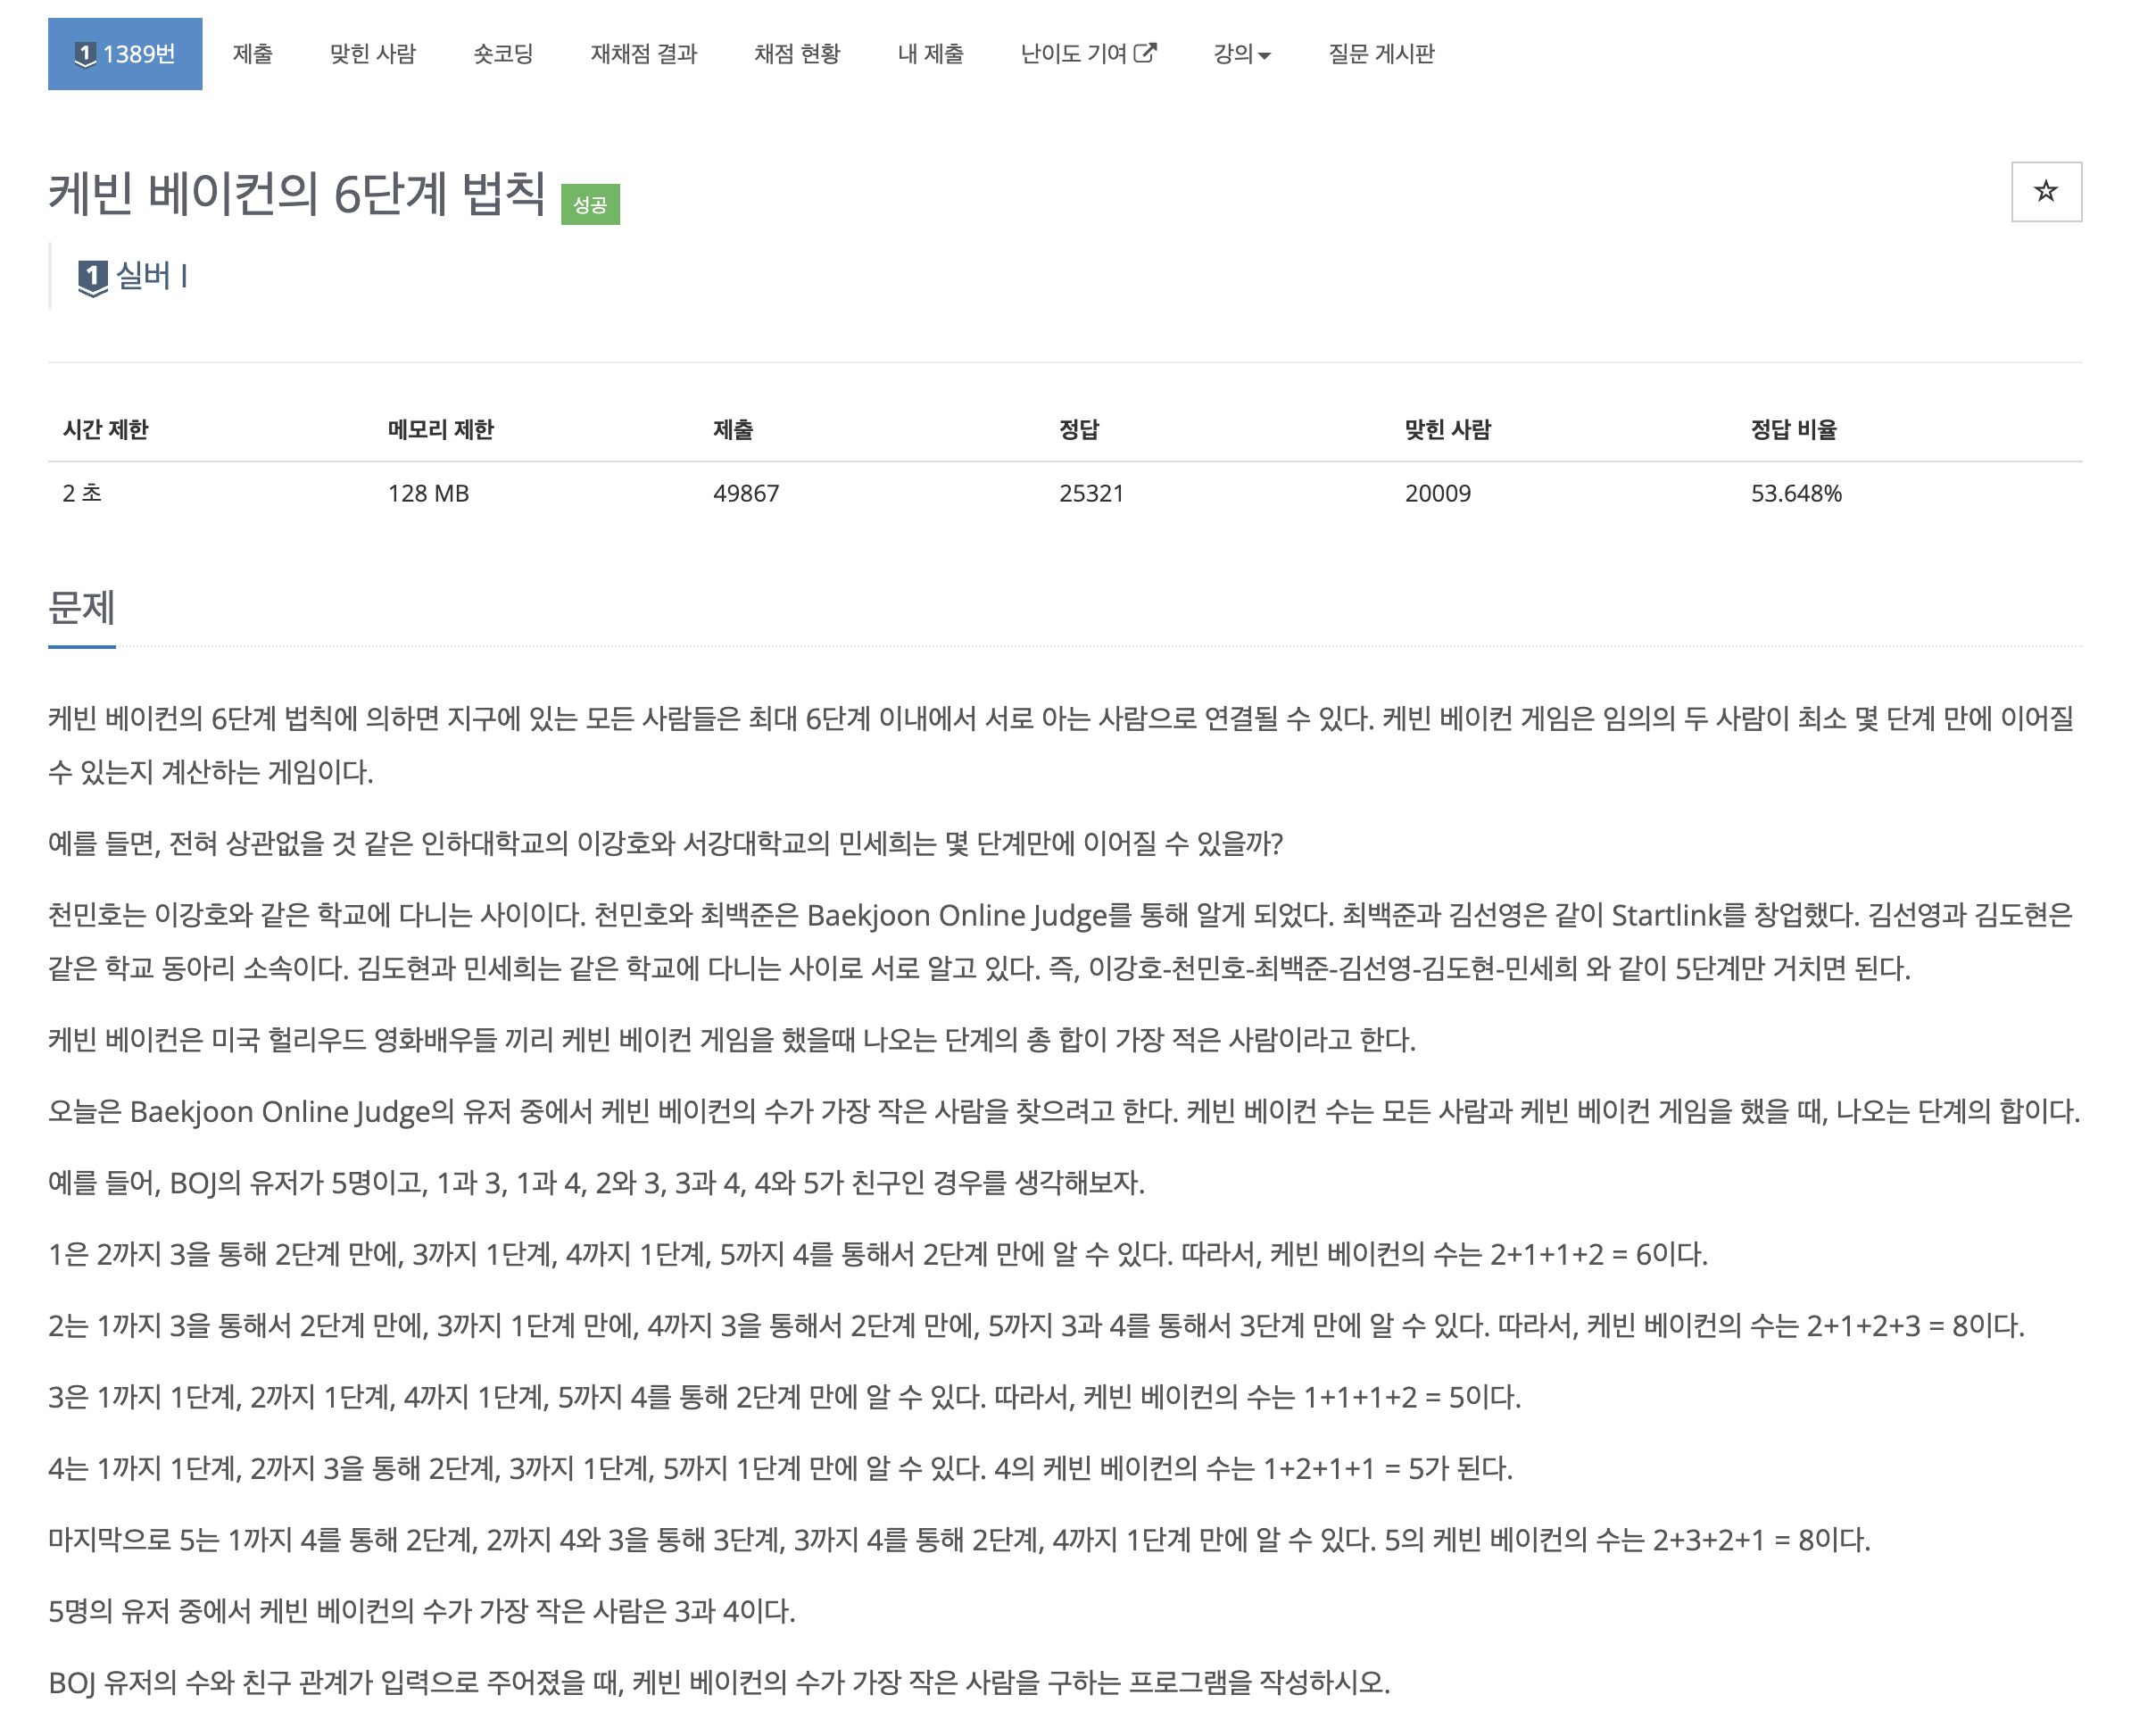 1 1389번 제출 맞힌 사람 숏코딩 재채점 결과 채점 현황 내 제출 난이도 기여 강의 질문 게시판
케빈 베이컨의 6단계 법칙 성공
1 실버 I
시간 제한 메모리 제한 제출 정답 맞힌 사람 정답 비율
2 초 128 MB 49867 25321 20009 53.648%
문제
케빈 베이컨의 6단계 법칙에 의하면 지구에 있는 모든 사람들은 최대 6단계 이내에서 서로 아는 사람으로 연결될 수 있다. 케빈 베이컨 게임은 임의의 두 사람이 최소 몇 단계 만에 이어질
수 있는지 계산하는 게임이다.
예를 들면, 전혀 상관없을 것 같은 인하대학교의 이강호와 서강대학교의 민세희는 몇 단계만에 이어질 수 있을까?
천민호는 이강호와 같은 학교에 다니는 사이이다. 천민호와 최백준은 Baekjoon Online Judge를 통해 알게 되었다. 최백준과 김선영은 같이 Startlink를 창업했다. 김선영과 김도현은
같은 학교 동아리 소속이다. 김도현과 민세희는 같은 학교에 다니는 사이로 서로 알고 있다. 즉, 이강호-천민호-최백준-김선영-김도현-민세희 와 같이 5단계만 거치면 된다.
케빈 베이컨은 미국 헐리우드 영화배우들 끼리 케빈 베이컨 게임을 했을때 나오는 단계의 총 합이 가장 적은 사람이라고 한다.
오늘은 Baekjoon Online Judge의 유저 중에서 케빈 베이컨의 수가 가장 작은 사람을 찾으려고 한다. 케빈 베이컨 수는 모든 사람과 케빈 베이컨 게임을 했을 때, 나오는 단계의 합이다.
예를 들어, BOJ의 유저가 5명이고, 1과 3, 1과 4, 2와 3, 3과 4, 4와 5가 친구인 경우를 생각해보자.
1은 2까지 3을 통해 2단계 만에, 3까지 1단계, 4까지 1단계, 5까지 4를 통해서 2단계 만에 알 수 있다. 따라서, 케빈 베이컨의 수는 2+1+1+2 = 6이다.
2는 1까지 3을 통해서 2단계 만에, 3까지 1단계 만에, 4까지 3을 통해서 2단계 만에, 5까지 3과 4를 통해서 3단계 만에 알 수 있다. 따라서, 케빈 베이컨의 수는 2+1+2+3 = 8이다.
3은 1까지 1단계, 2까지 1단계, 4까지 1단계, 5까지 4를 통해 2단계 만에 알 수 있다. 따라서, 케빈 베이컨의 수는 1+1+1+2 = 5이다.
4는 1까지 1단계, 2까지 3을 통해 2단계, 3까지 1단계, 5까지 1단계 만에 알 수 있다. 4의 케빈 베이컨의 수는 1+2+1+1 = 5가 된다.
마지막으로 5는 1까지 4를 통해 2단계, 2까지 4와 3을 통해 3단계, 3까지 4를 통해 2단계, 4까지 1단계 만에 알 수 있다. 5의 케빈 베이컨의 수는 2+3+2+1 = 8이다.
5명의 유저 중에서 케빈 베이컨의 수가 가장 작은 사람은 3과 4이다.
BOJ 유저의 수와 친구 관계가 입력으로 주어졌을 때, 케빈 베이컨의 수가 가장 작은 사람을 구하는 프로그램을 작성하시오.